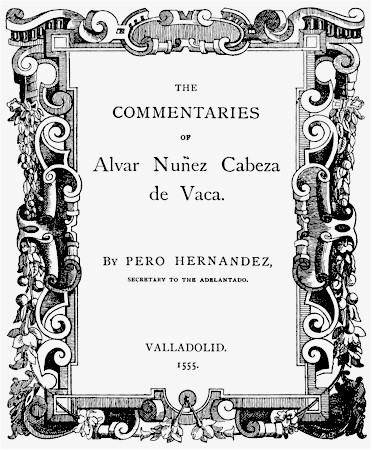 THE
COMMENTARIES
OF
Alvar Nuñez Cabeza
de Vaca.
By PERO HERNANDEZ,
SECRETARY TO THE ADELANTADO.
VALLADOLID.
1555.